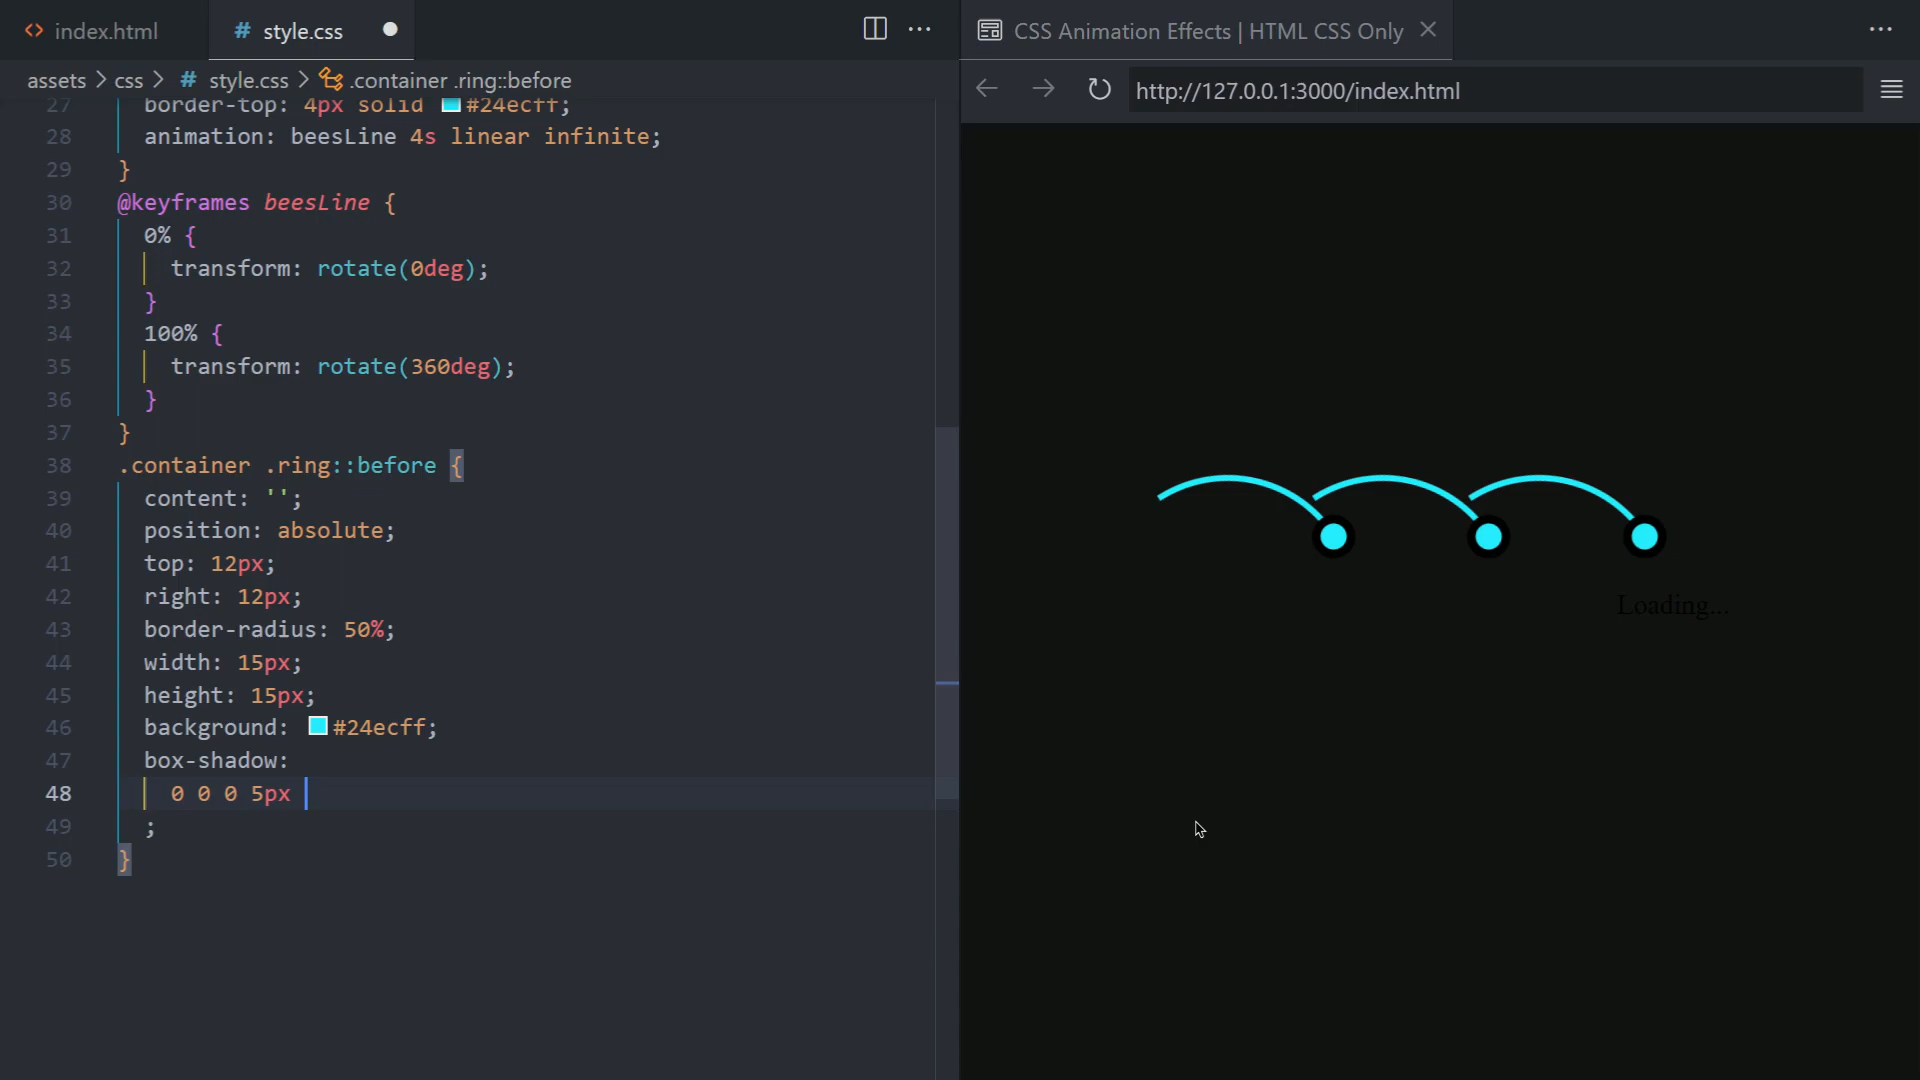 index.html
# style.css
CSS Animation Effects | HTML CSS Only
assets > css > # style.css > .container .ring::before
http://127.0.0.1:3000/index.html
27 border-top: 4px solid #24ecff;
28 animation: beesLine 4s linear infinite;
29 }
30 @keyframes beesLine {
31 0% {
32 transform: rotate(0deg);
33 }
34 100% {
35 transform: rotate(360deg);
36 }
37 }
38 .container .ring::before {
39 content: '';
40 position: absolute;
41 top: 12px;
42 right: 12px;
43 border-radius: 50%;
44 width: 15px;
45 height: 15px;
46 background: #24ecff;
47 box-shadow:
48 0 0 0 5px
49 ;
50 }
Loading...